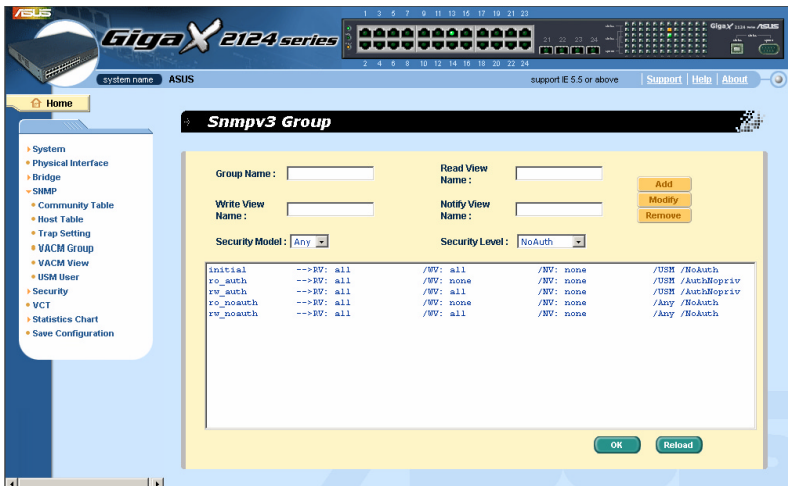 ASUS
GigaX 2124 series
1 3 5 7 9 11 13 15 17 19 21 23
2 4 6 8 10 12 14 16 18 20 22 24
21 22 23 24
GigaX 2124 Series ASUS
system name ASUS
support IE 5.5 or above | Support | Help | About
Home
System
Physical Interface
Bridge
SNMP
Community Table
Host Table
Trap Setting
VACM Group
VACM View
USM User
Security
VCT
Statistics Chart
Save Configuration
Snmpv3 Group
Group Name :
Read View Name :
Write View Name :
Notify View Name :
Add
Modify
Remove
Security Model : Any
Security Level : NoAuth
initial -->RV: all /WV: all /NV: none /USM /NoAuth
ro_auth -->RV: all /WV: none /NV: none /USM /AuthNopriv
rw_auth -->RV: all /WV: all /NV: none /USM /AuthNopriv
ro_noauth -->RV: all /WV: none /NV: none /Any /NoAuth
rw_noauth -->RV: all /WV: all /NV: none /Any /NoAuth
OK
Reload